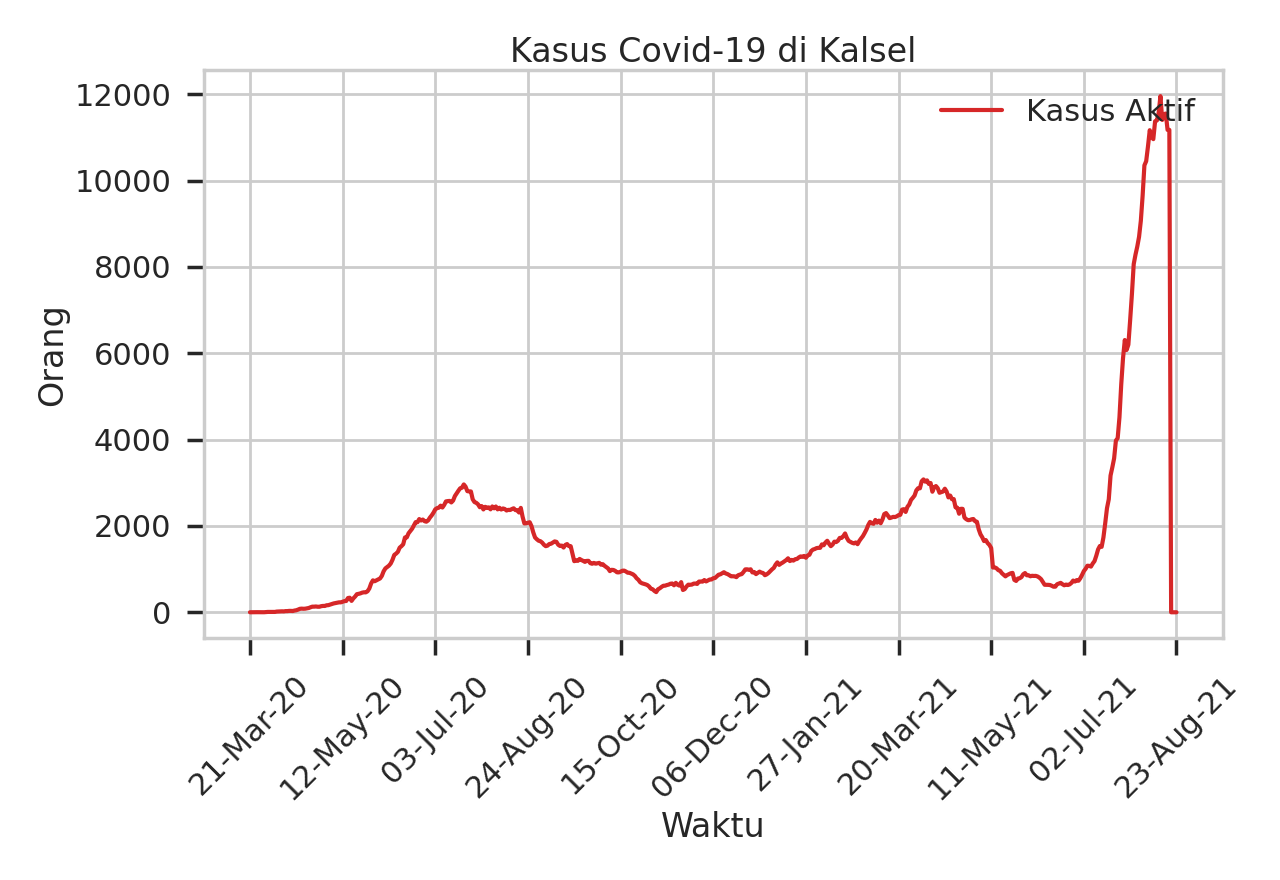 Kasus Covid-19 di Kalsel
12000
10000
8000
6000
4000
2000
0
Orang
Kasus Aktif
21-Mar-20
12-May-20
03-Jul-20
24-Aug-20
15-Oct-20
06-Dec-20
27-Jan-21
20-Mar-21
11-May-21
02-Jul-21
23-Aug-21
Waktu